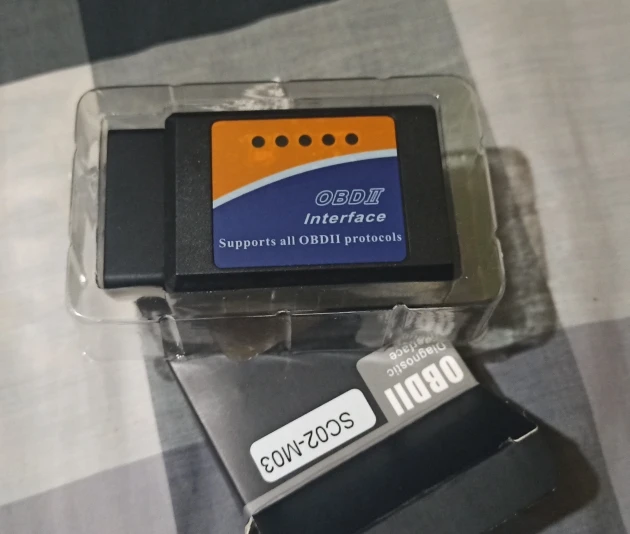 OBDII
Interface
Supports all OBDII protocols
OBDII
Diagnostic
Interface
SC02-M03